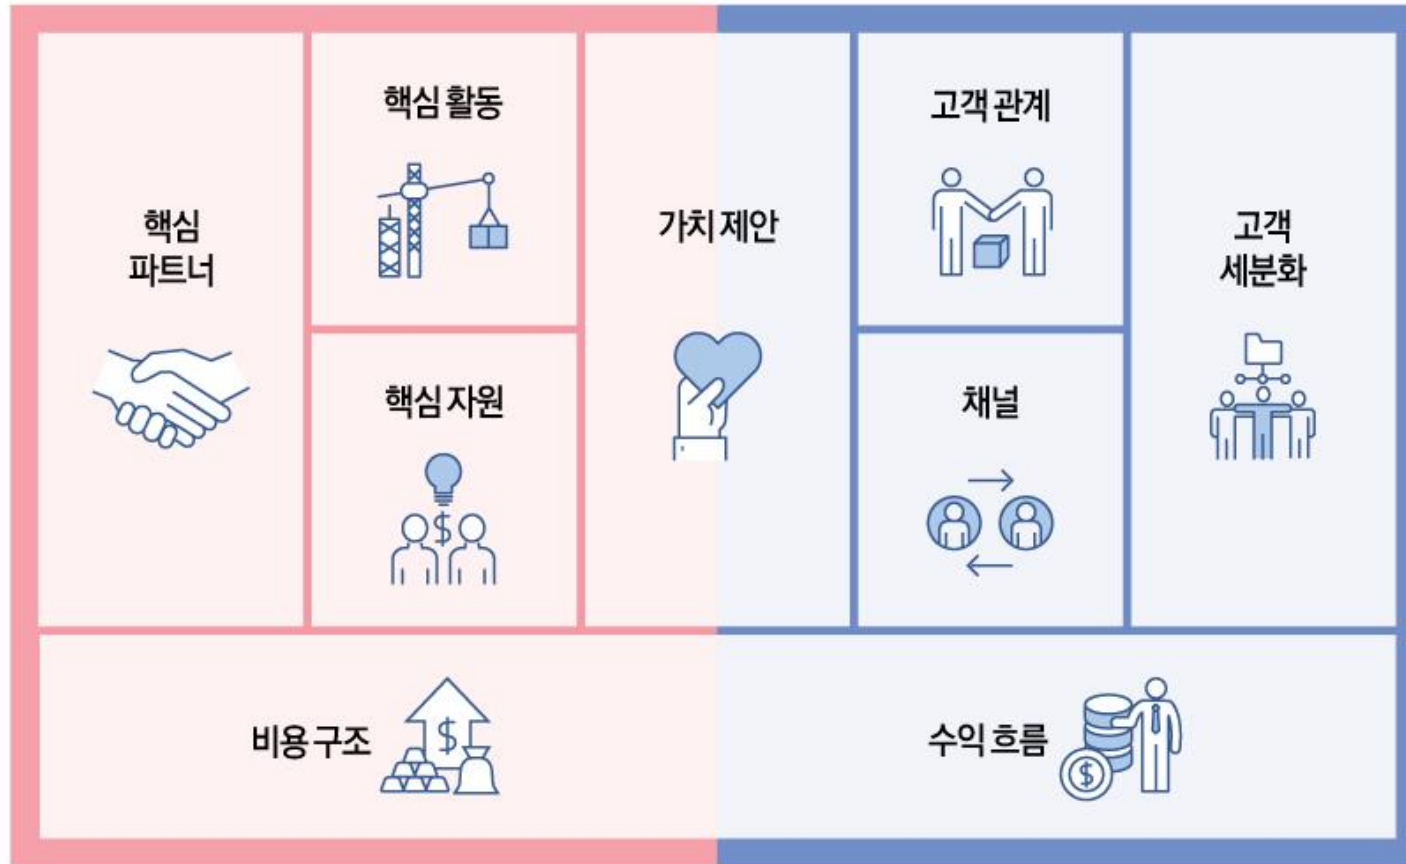 핵심
파트너
핵심 활동
핵심 자원
가치 제안
고객 관계
채널
고객
세분화
비용 구조
$
수익 흐름
$
$